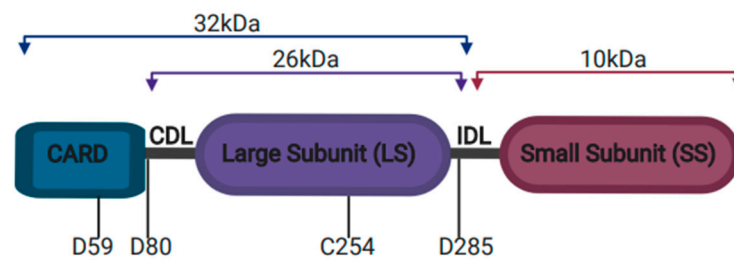 32kDa
26kDa 10kDa
CARD CDL Large Subunit (LS) IDL Small Subunit (SS)
D59 D80 C254 D285